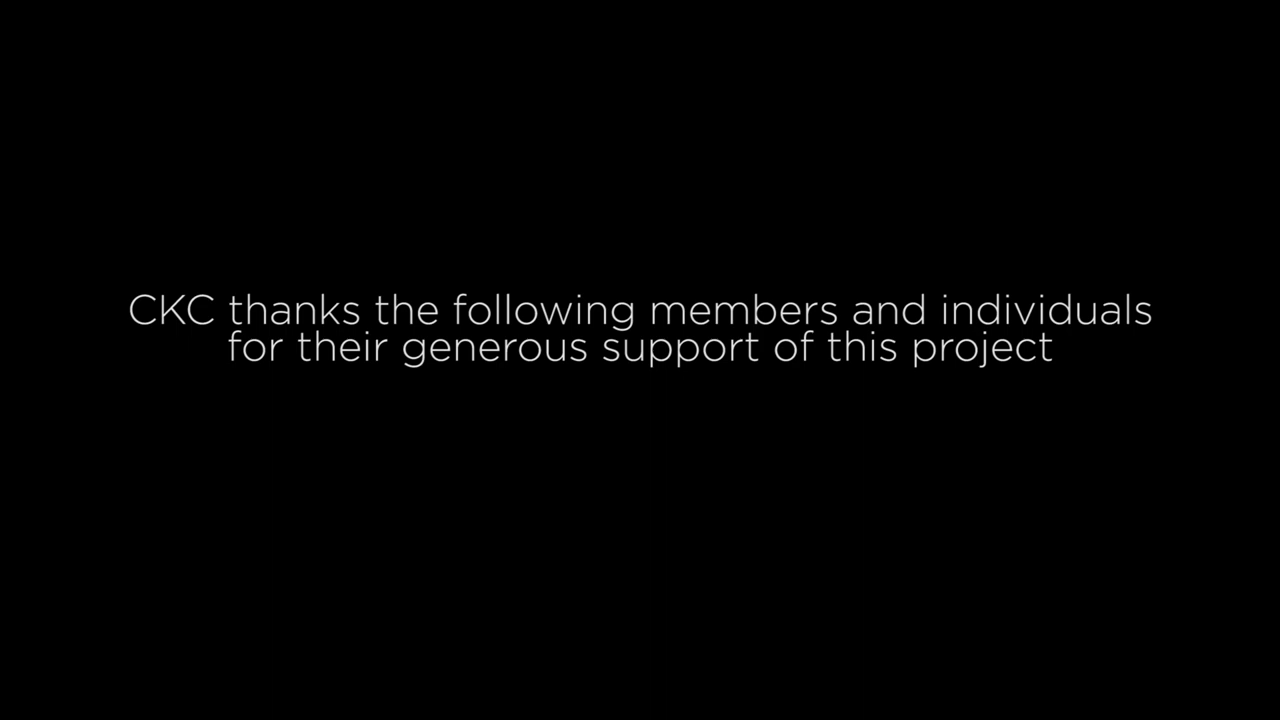 CKC thanks the following members and individuals
for their generous support of this project